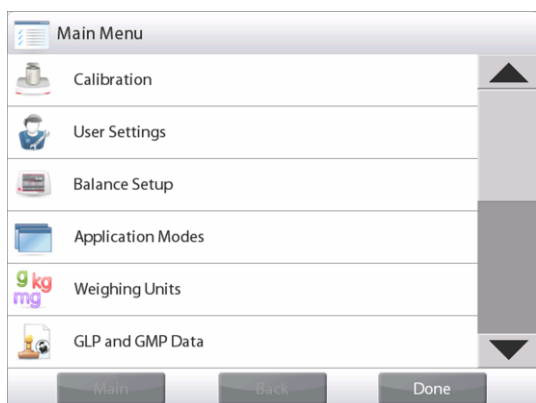 Main Menu
Calibration
User Settings
Balance Setup
Application Modes
g kg
mg
Weighing Units
GLP and GMP Data
Main Back Done